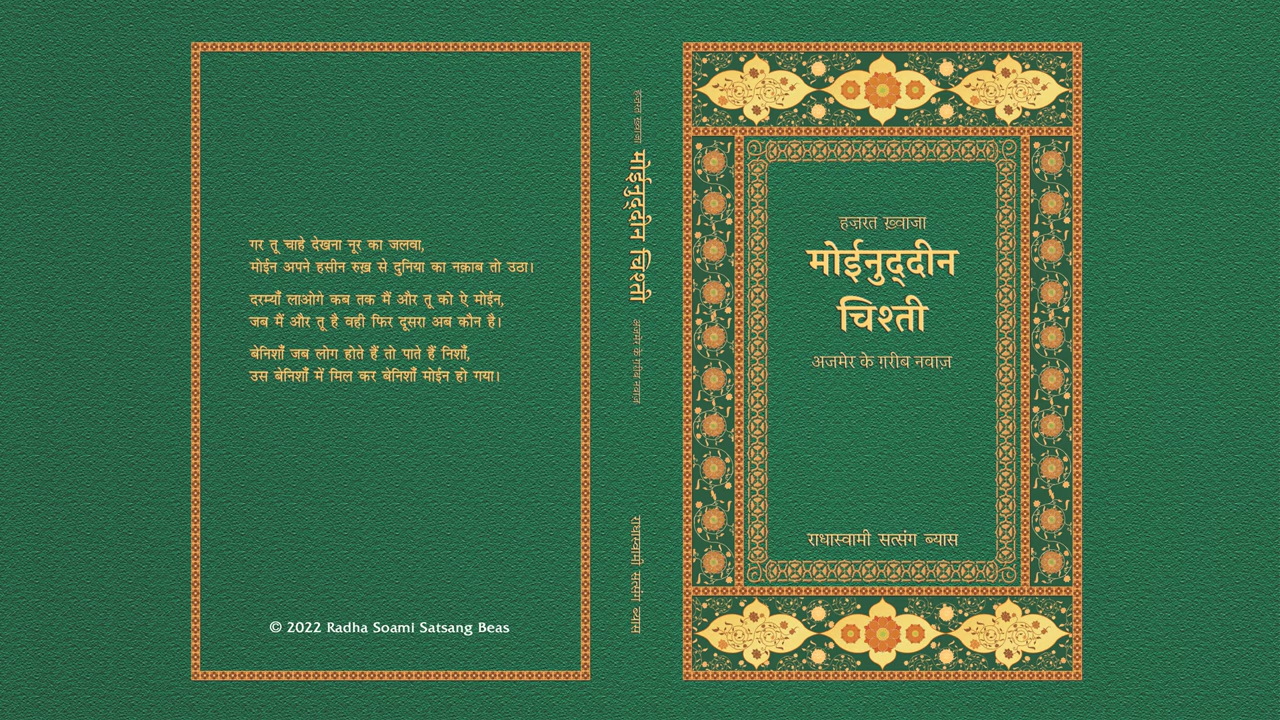 गर तू चाहे देखना नूर का जलवा,
मोईन अपने हसीन रुख़ से दुनिया का नक़ाब तो उठा।
दरम्याँ लाओगे कब तक मैं और तू को ऐ मोईन,
जब मैं और तू है वही फिर दूसरा अब कौन है।
बेनिशाँ जब लोग होते हैं तो पाते हैं निशाँ,
उस बेनिशाँ में मिल कर बेनिशाँ मोईन हो गया।
© 2022 Radha Soami Satsang Beas
हज़रत ख़्वाजा मोईनुद्दीन चिश्ती अजमेर के ग़रीब नवाज़ राधास्वामी सत्संग ब्यास
हज़रत ख़्वाजा
मोईनुद्दीन
चिश्ती
अजमेर के ग़रीब नवाज़
राधास्वामी सत्संग ब्यास